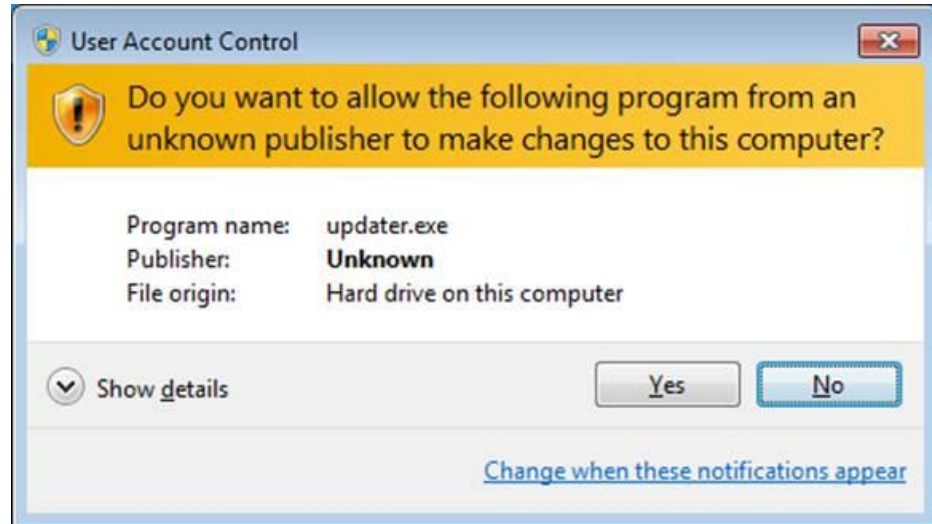 User Account Control
Do you want to allow the following program from an
unknown publisher to make changes to this computer?
Program name: updater.exe
Publisher: Unknown
File origin: Hard drive on this computer
Show details
Yes No
Change when these notifications appear